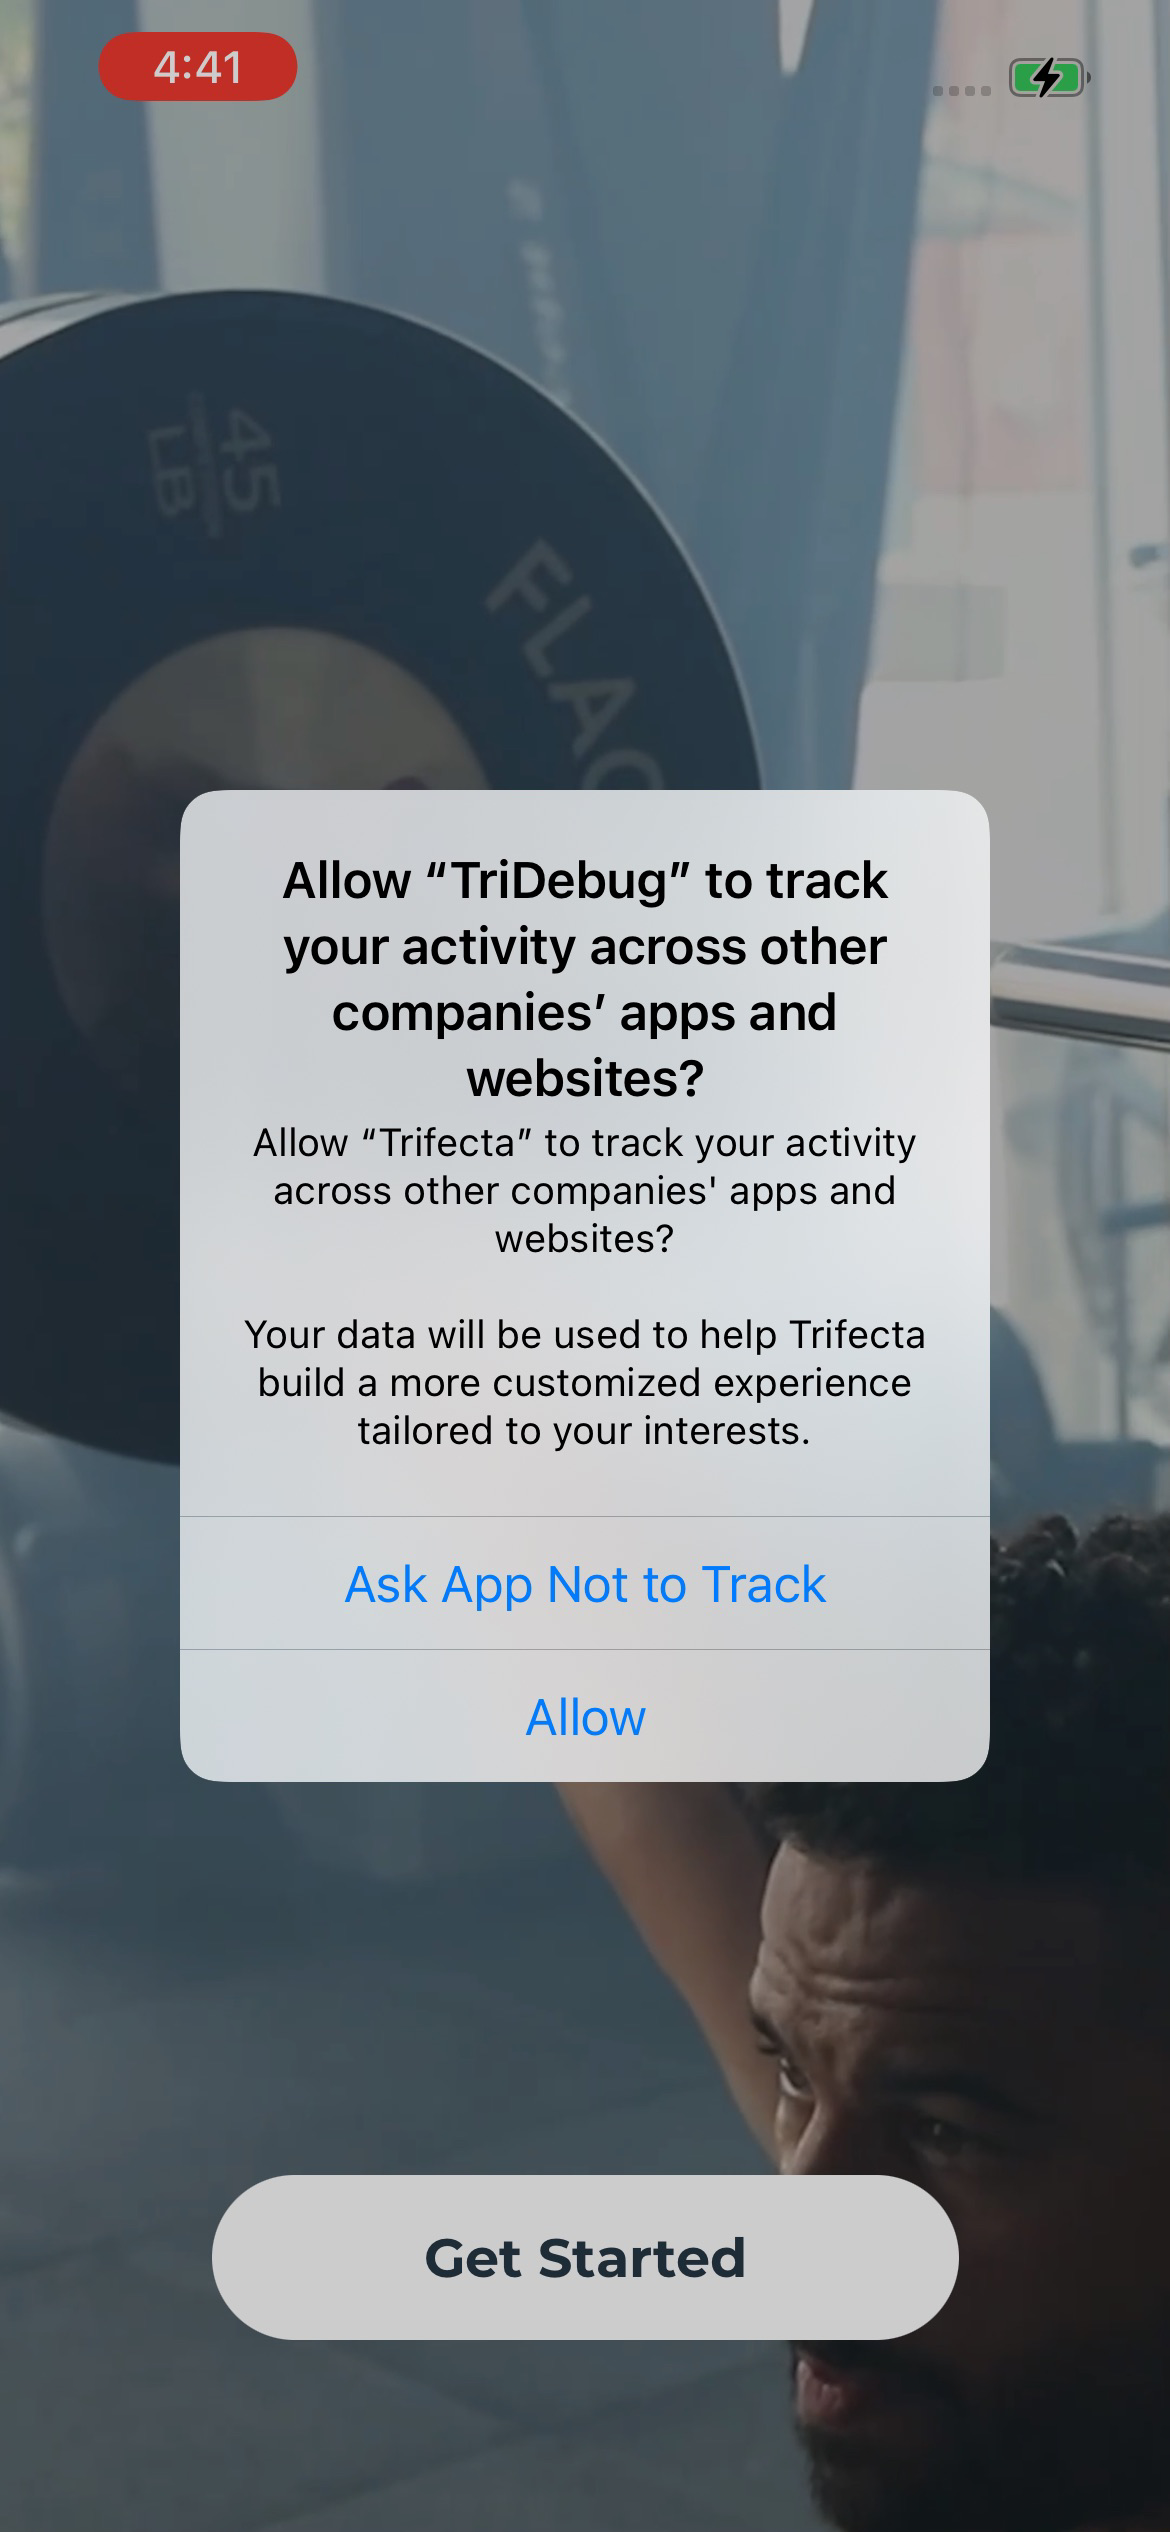 4:41
45
LB
FLAG
Allow “TriDebug” to track
your activity across other
companies’ apps and
websites?
Allow “Trifecta” to track your activity
across other companies' apps and
websites?
Your data will be used to help Trifecta
build a more customized experience
tailored to your interests.
Ask App Not to Track
Allow
Get Started